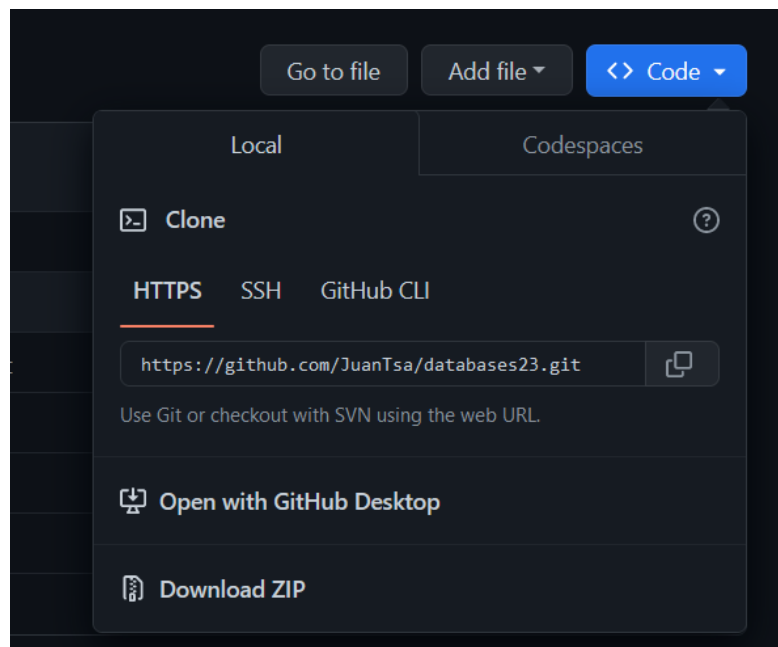 Go to file Add file <> Code
Local Codespaces
Clone
HTTPS SSH GitHub CLI
https://github.com/JuanTsa/databases23.git
Use Git or checkout with SVN using the web URL.
Open with GitHub Desktop
Download ZIP